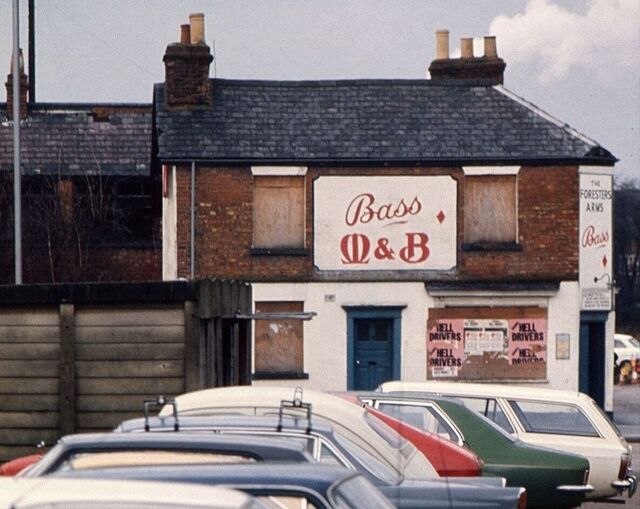 Bass
M & B
THE
FORESTERS
ARMS
Bass
HELL
DRIVERS
HELL
DRIVERS
HELL
DRIVERS
HELL
DRIVERS